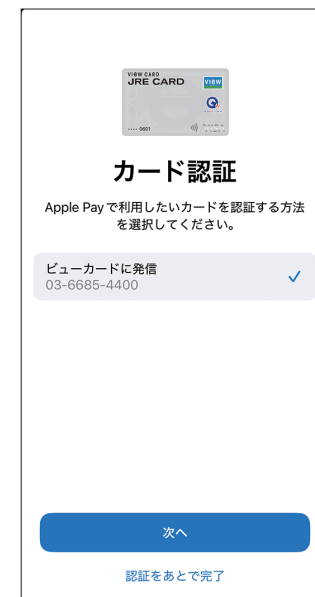 VIEW CARD
JRE CARD
VIEW
Q
•••• 0601
カード認証
Apple Payで利用したいカードを認証する方法
を選択してください。
ビューカードに発信
03-6685-4400
次へ
認証をあとで完了